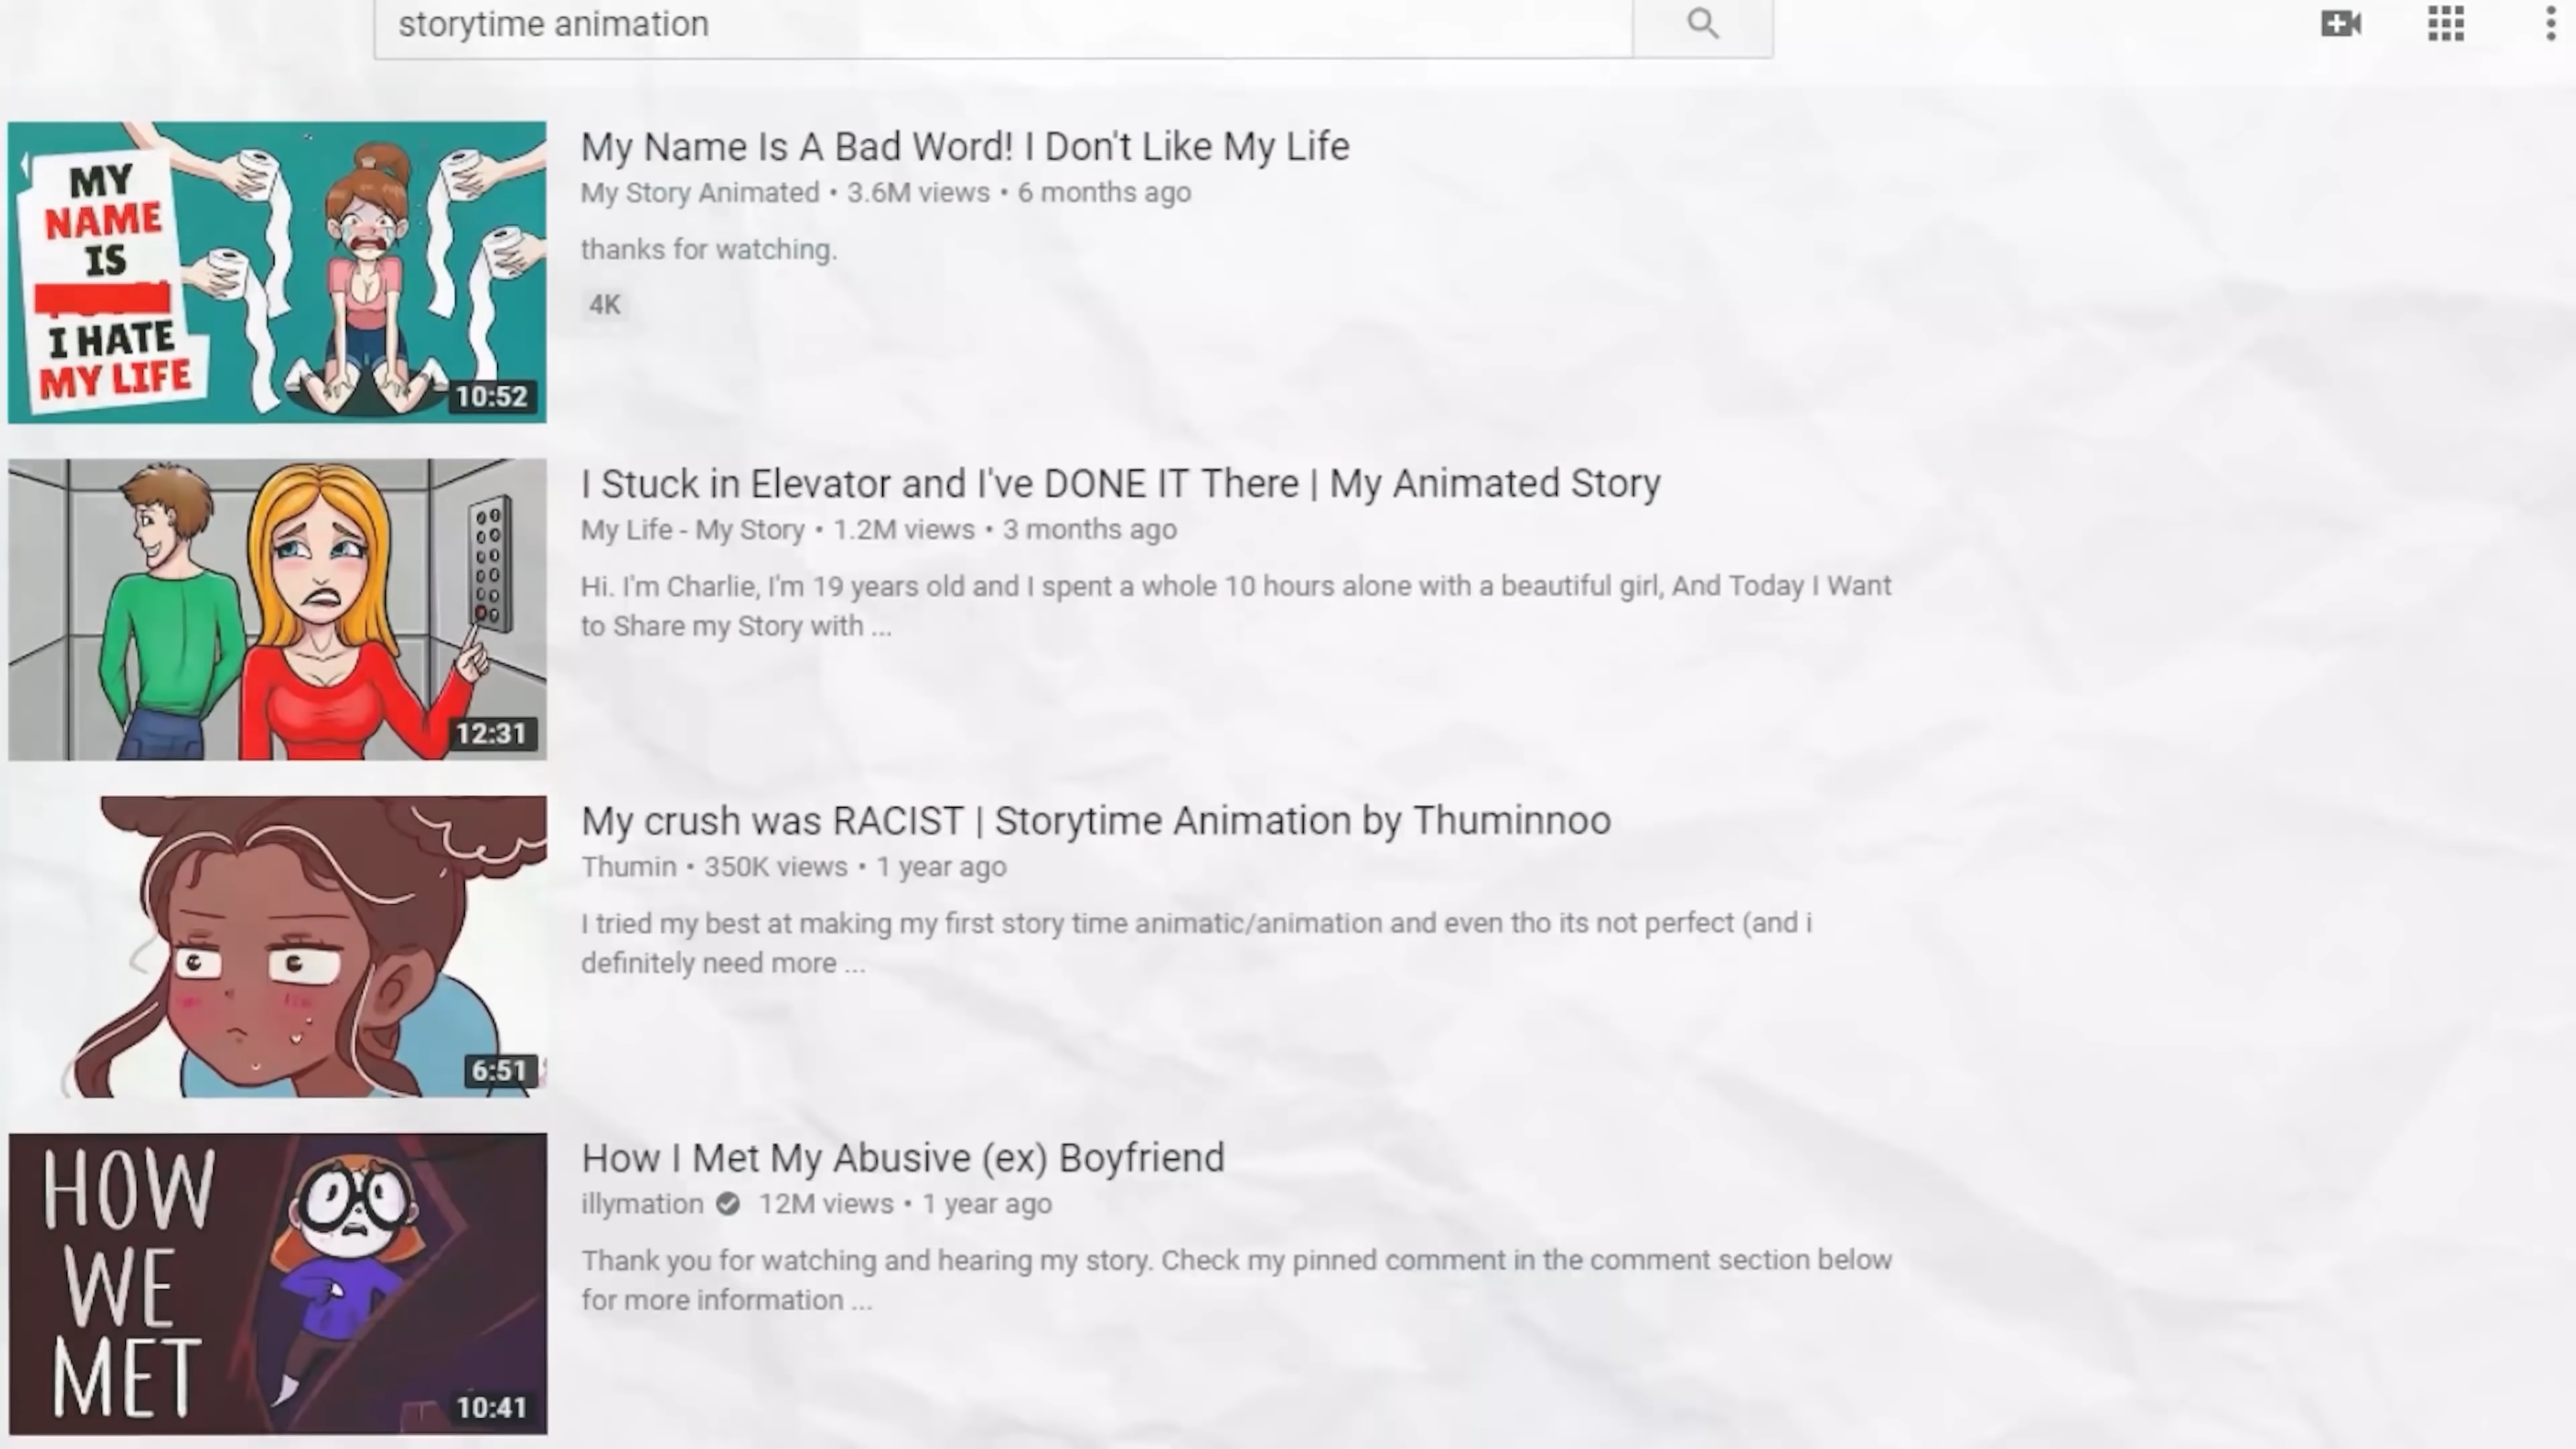 storytime animation
MY
NAME
IS
I HATE
MY LIFE
10:52
My Name Is A Bad Word! I Don't Like My Life
My Story Animated • 3.6M views • 6 months ago
thanks for watching.
4K
12:31
I Stuck in Elevator and I've DONE IT There | My Animated Story
My Life - My Story • 1.2M views • 3 months ago
Hi. I'm Charlie, I'm 19 years old and I spent a whole 10 hours alone with a beautiful girl, And Today I Want
to Share my Story with ...
6:51
My crush was RACIST | Storytime Animation by Thuminnoo
Thumin • 350K views • 1 year ago
I tried my best at making my first story time animatic/animation and even tho its not perfect (and i
definitely need more ...
HOW
WE
MET
10:41
How I Met My Abusive (ex) Boyfriend
illymation 12M views • 1 year ago
Thank you for watching and hearing my story. Check my pinned comment in the comment section below
for more information ...